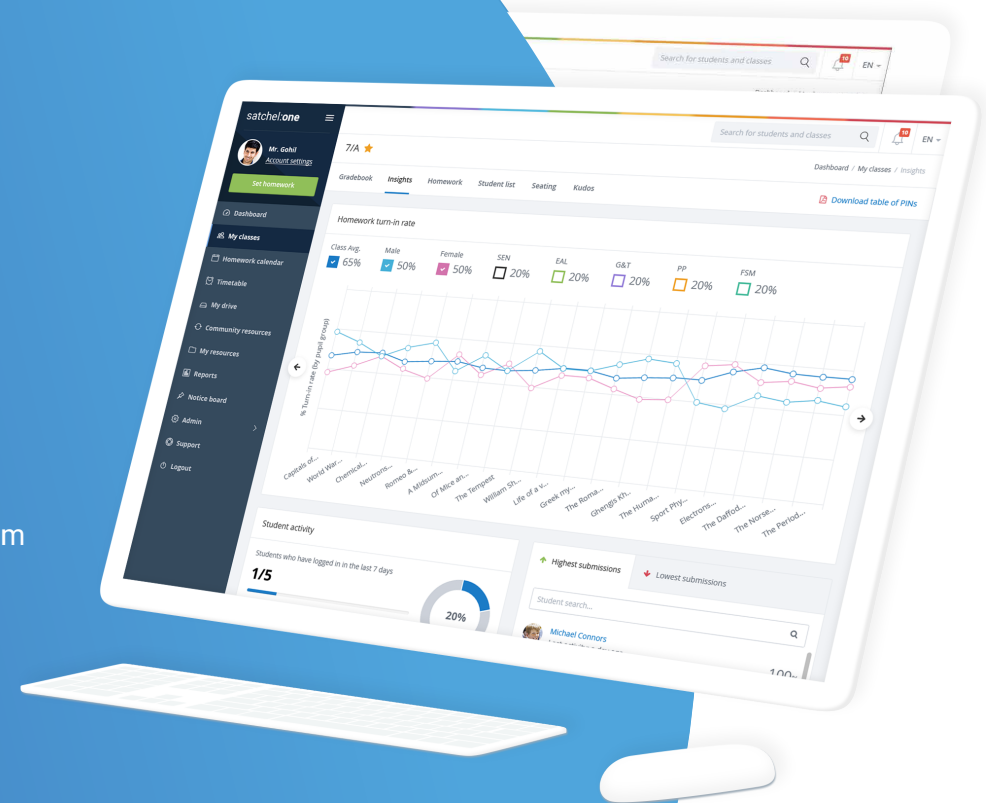 Search for students and classes
10
EN
satchel:one
Search for students and classes
10
EN
Mr. Gohil
Account settings
7/A
Dashboard / My classes / Insights
Set homework
Gradebook Insights Homework Student list Seating Kudos
Download table of PINs
Dashboard
My classes
Homework calendar
Timetable
My drive
Community resources
My resources
Reports
Notice board
Admin
Support
Logout
Homework turn-in rate
Class Avg. Male Female SEN EAL G&T PP FSM
65% 50% 50% 20% 20% 20% 20% 20%
% Turn-in rate (by pupil group)
Capitals of...
World War...
Chemical...
Neutrons...
Romeo &...
A Midsum...
Of Mice an...
The Tempest
William Sh...
Life of a v...
Greek my...
The Roma...
Ghengis Kh...
The Huma...
Sport Phy...
Electrons...
The Daffod...
The Norse...
The Period...
m
Student activity
Students who have logged in in the last 7 days
1/5
20%
Highest submissions
Lowest submissions
Student search...
Michael Connors